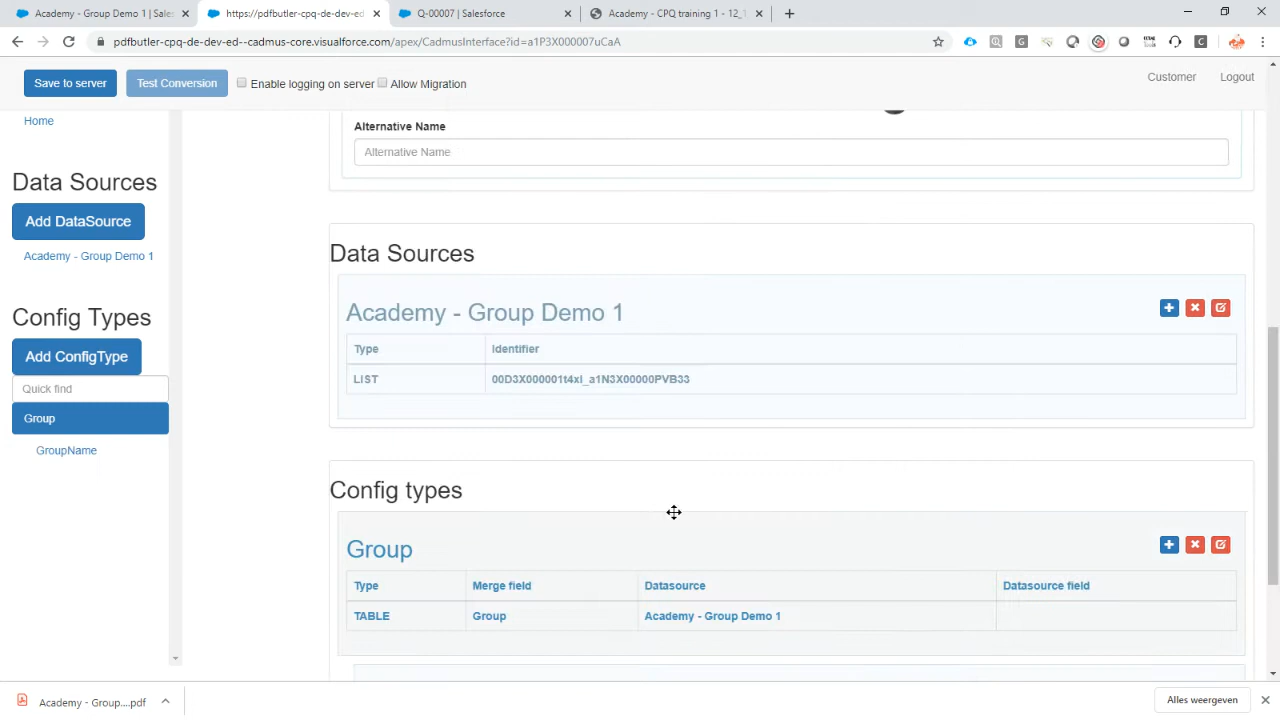 Academy - Group Demo 1 | Sales
https://pdfbutler-cpq-de-dev-ed
Q-00007 | Salesforce
Academy - CPQ training 1 - 12_1
pdfbutler-cpq-de-dev-ed--cadmus-core.visualforce.com/apex/CadmusInterface?id=a1P3X000007uCaA
Save to server
Test Conversion
Enable logging on server
Allow Migration
Customer
Logout
Home
Data Sources
Add DataSource
Academy - Group Demo 1
Config Types
Add ConfigType
Quick find
Group
GroupName
Alternative Name
Alternative Name
Data Sources
Academy - Group Demo 1
Type Identifier
LIST 00D3X000001t4xI_a1N3X00000PVB33
Config types
Group
Type Merge field Datasource Datasource field
TABLE Group Academy - Group Demo 1
Academy - Group....pdf
Alles weergeven